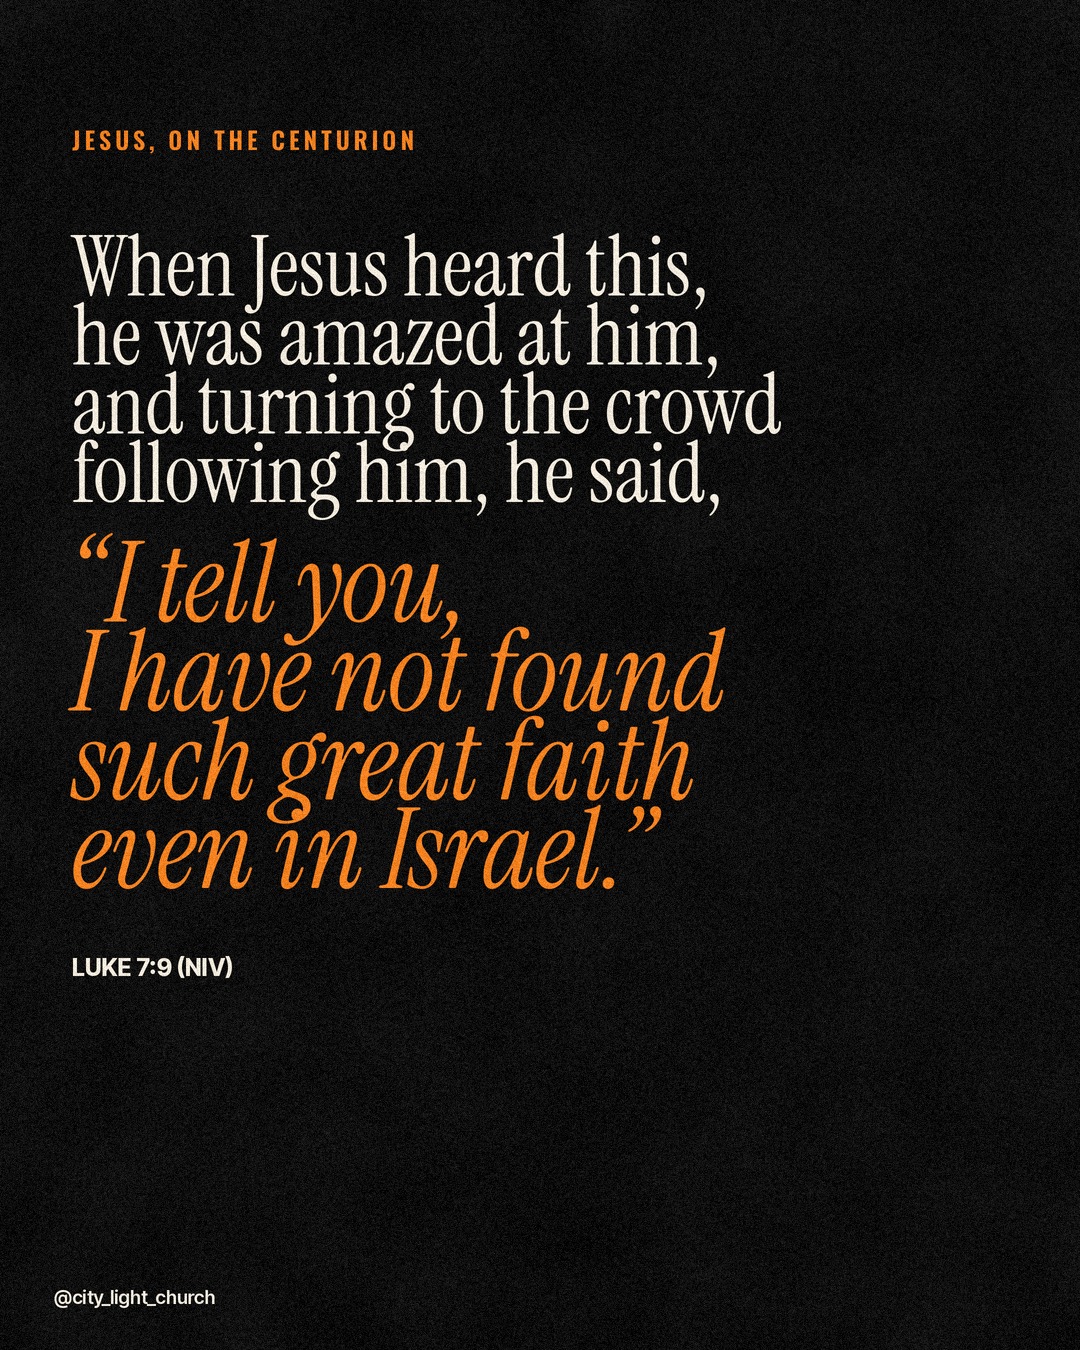 JESUS, ON THE CENTURION
When Jesus heard this,
he was amazed at him,
and turning to the crowd
following him, he said,
“I tell you,
I have not found
such great faith
even in Israel.”
LUKE 7:9 (NIV)
@city_light_church